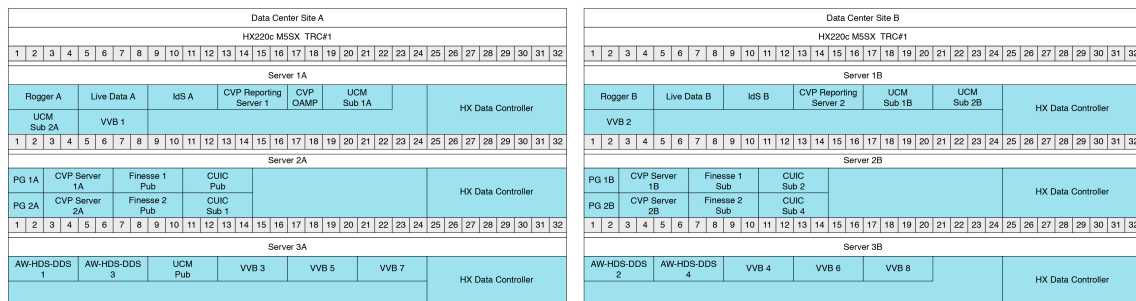 Data Center Site A
HX220c M5SX TRC#1
1 2 3 4 5 6 7 8 9 10 11 12 13 14 15 16 17 18 19 20 21 22 23 24 25 26 27 28 29 30 31 32
Server 1A
Rogger A
Live Data A
IdS A
CVP Reporting
Server 1
CVP
OAMP
UCM
Sub 1A
HX Data Controller
UCM
Sub 2A
VVB 1
1 2 3 4 5 6 7 8 9 10 11 12 13 14 15 16 17 18 19 20 21 22 23 24 25 26 27 28 29 30 31 32
Server 2A
PG 1A
CVP Server
1A
Finesse 1
Pub
CUIC
Pub
HX Data Controller
PG 2A
CVP Server
2A
Finesse 2
Pub
CUIC
Sub 1
1 2 3 4 5 6 7 8 9 10 11 12 13 14 15 16 17 18 19 20 21 22 23 24 25 26 27 28 29 30 31 32
Server 3A
AW-HDS-DDS
1
AW-HDS-DDS
3
UCM
Pub
VVB 3
VVB 5
VVB 7
HX Data Controller
Data Center Site B
HX220c M5SX TRC#1
1 2 3 4 5 6 7 8 9 10 11 12 13 14 15 16 17 18 19 20 21 22 23 24 25 26 27 28 29 30 31 32
Server 1B
Rogger B
Live Data B
IdS B
CVP Reporting
Server 2
UCM
Sub 1B
UCM
Sub 2B
HX Data Controller
VVB 2
1 2 3 4 5 6 7 8 9 10 11 12 13 14 15 16 17 18 19 20 21 22 23 24 25 26 27 28 29 30 31 32
Server 2B
PG 1B
CVP Server
1B
Finesse 1
Sub
CUIC
Sub 2
HX Data Controller
PG 2B
CVP Server
2B
Finesse 2
Sub
CUIC
Sub 4
1 2 3 4 5 6 7 8 9 10 11 12 13 14 15 16 17 18 19 20 21 22 23 24 25 26 27 28 29 30 31 32
Server 3B
AW-HDS-DDS
2
AW-HDS-DDS
4
VVB 4
VVB 6
VVB 8
HX Data Controller